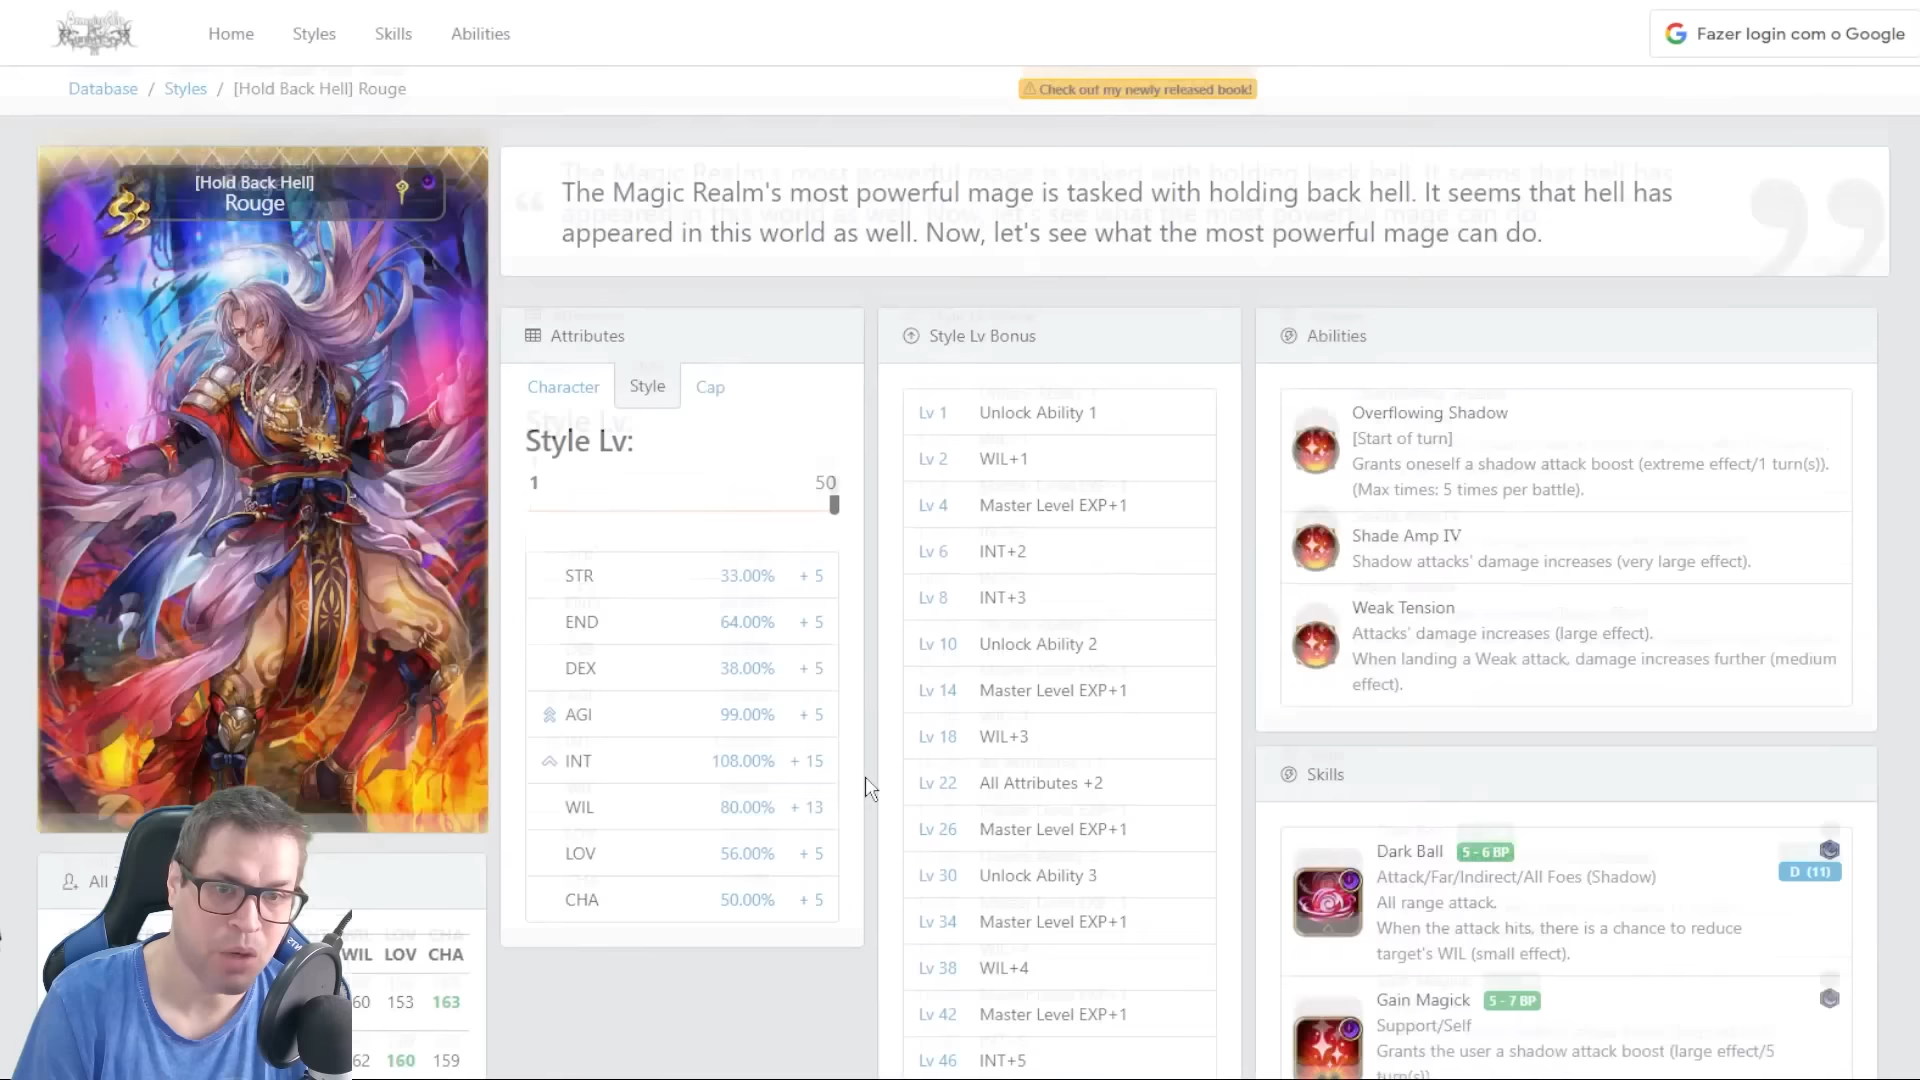 Home
Styles
Skills
Abilities
Fazer login com o Google
Database / Styles / [Hold Back Hell] Rouge
⚠ Check out my newly released book!
[Hold Back Hell]
Rouge
SS
The Magic Realm's most powerful mage is tasked with holding back hell. It seems that hell has
appeared in this world as well. Now, let's see what the most powerful mage can do.
Attributes
Character
Style
Cap
Style Lv:
1
50
STR 33.00% + 5
END 64.00% + 5
DEX 38.00% + 5
AGI 99.00% + 5
INT 108.00% + 15
WIL 80.00% + 13
LOV 56.00% + 5
CHA 50.00% + 5
Style Lv Bonus
Lv 1 Unlock Ability 1
Lv 2 WIL+1
Lv 4 Master Level EXP+1
Lv 6 INT+2
Lv 8 INT+3
Lv 10 Unlock Ability 2
Lv 14 Master Level EXP+1
Lv 18 WIL+3
Lv 22 All Attributes +2
Lv 26 Master Level EXP+1
Lv 30 Unlock Ability 3
Lv 34 Master Level EXP+1
Lv 38 WIL+4
Lv 42 Master Level EXP+1
Lv 46 INT+5
Abilities
Overflowing Shadow
[Start of turn]
Grants oneself a shadow attack boost (extreme effect/1 turn(s)).
(Max times: 5 times per battle).
Shade Amp IV
Shadow attacks' damage increases (very large effect).
Weak Tension
Attacks' damage increases (large effect).
When landing a Weak attack, damage increases further (medium
effect).
Skills
Dark Ball 5 - 6 BP
D (11)
Attack/Far/Indirect/All Foes (Shadow)
All range attack.
When the attack hits, there is a chance to reduce
target's WIL (small effect).
Gain Magick 5 - 7 BP
Support/Self
Grants the user a shadow attack boost (large effect/5
turn(s))
All
WIL LOV CHA
60 153 163
62 160 159